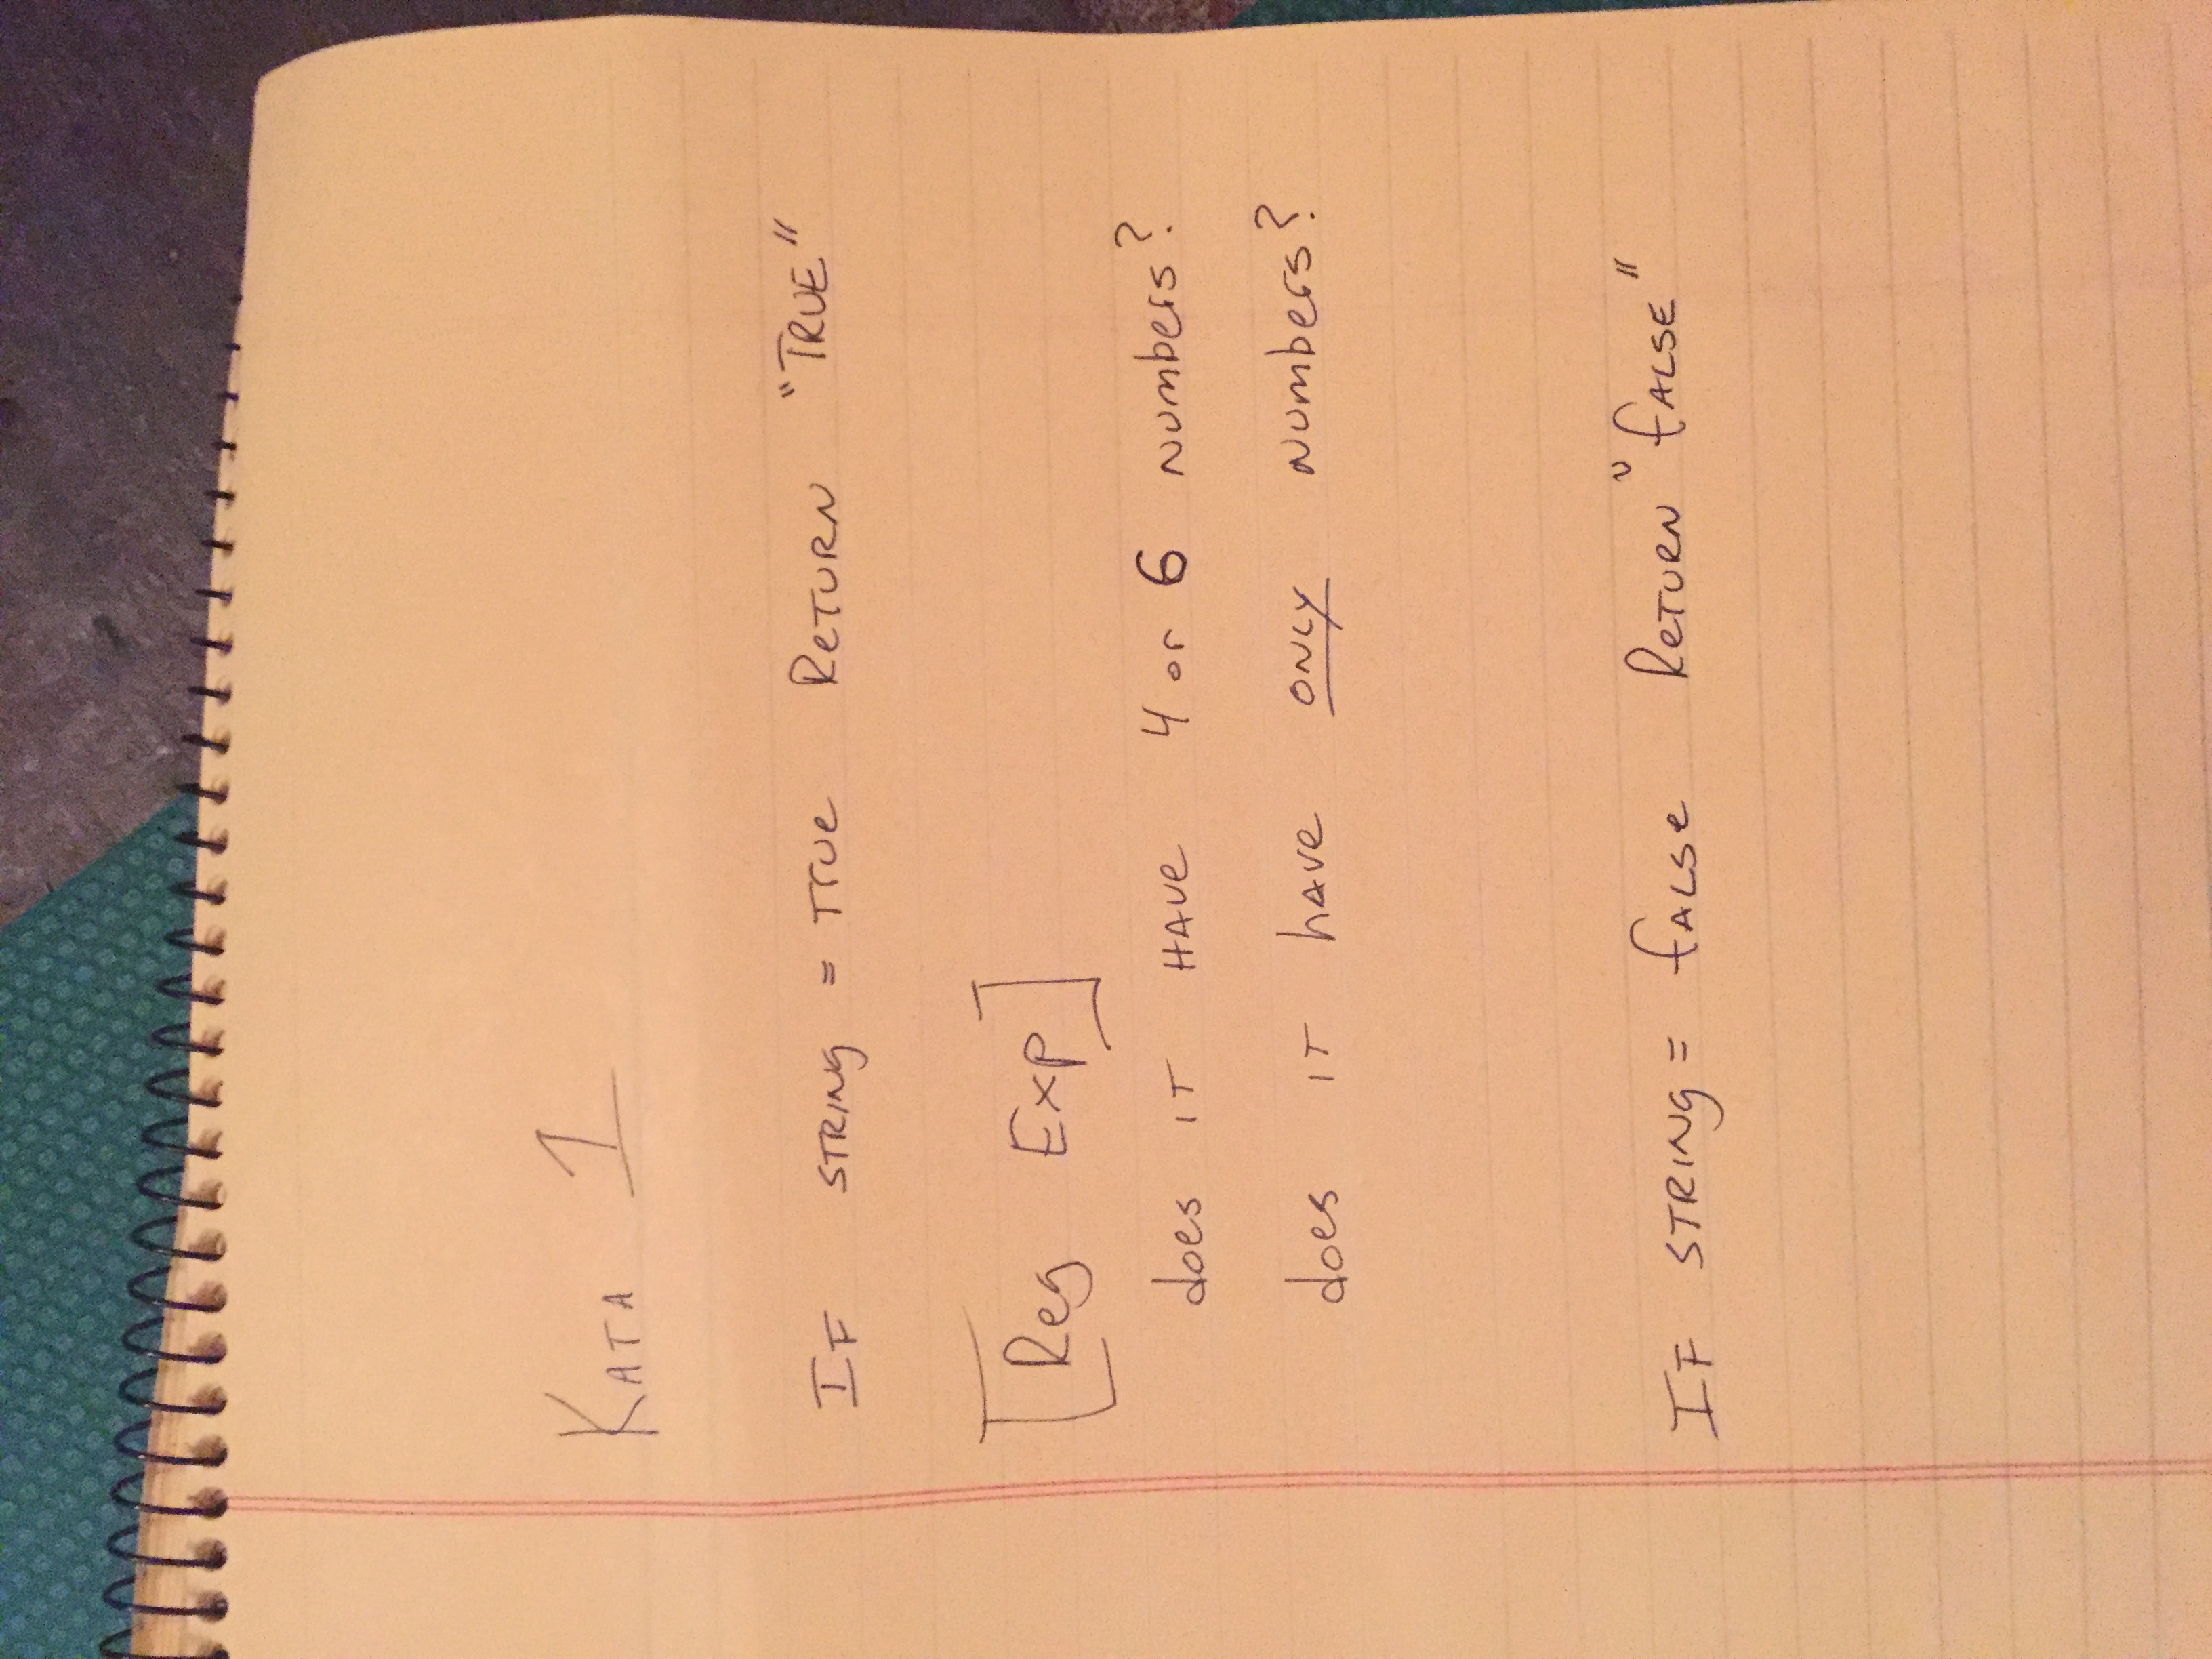 KATA 1
IF STRING = True RETURN "TRUE"
[Reg Exp]
does IT HAVE 4 or 6 numbers?
does IT have ONLY numbers?
IF STRING = fALSe RETURN "fALSE"